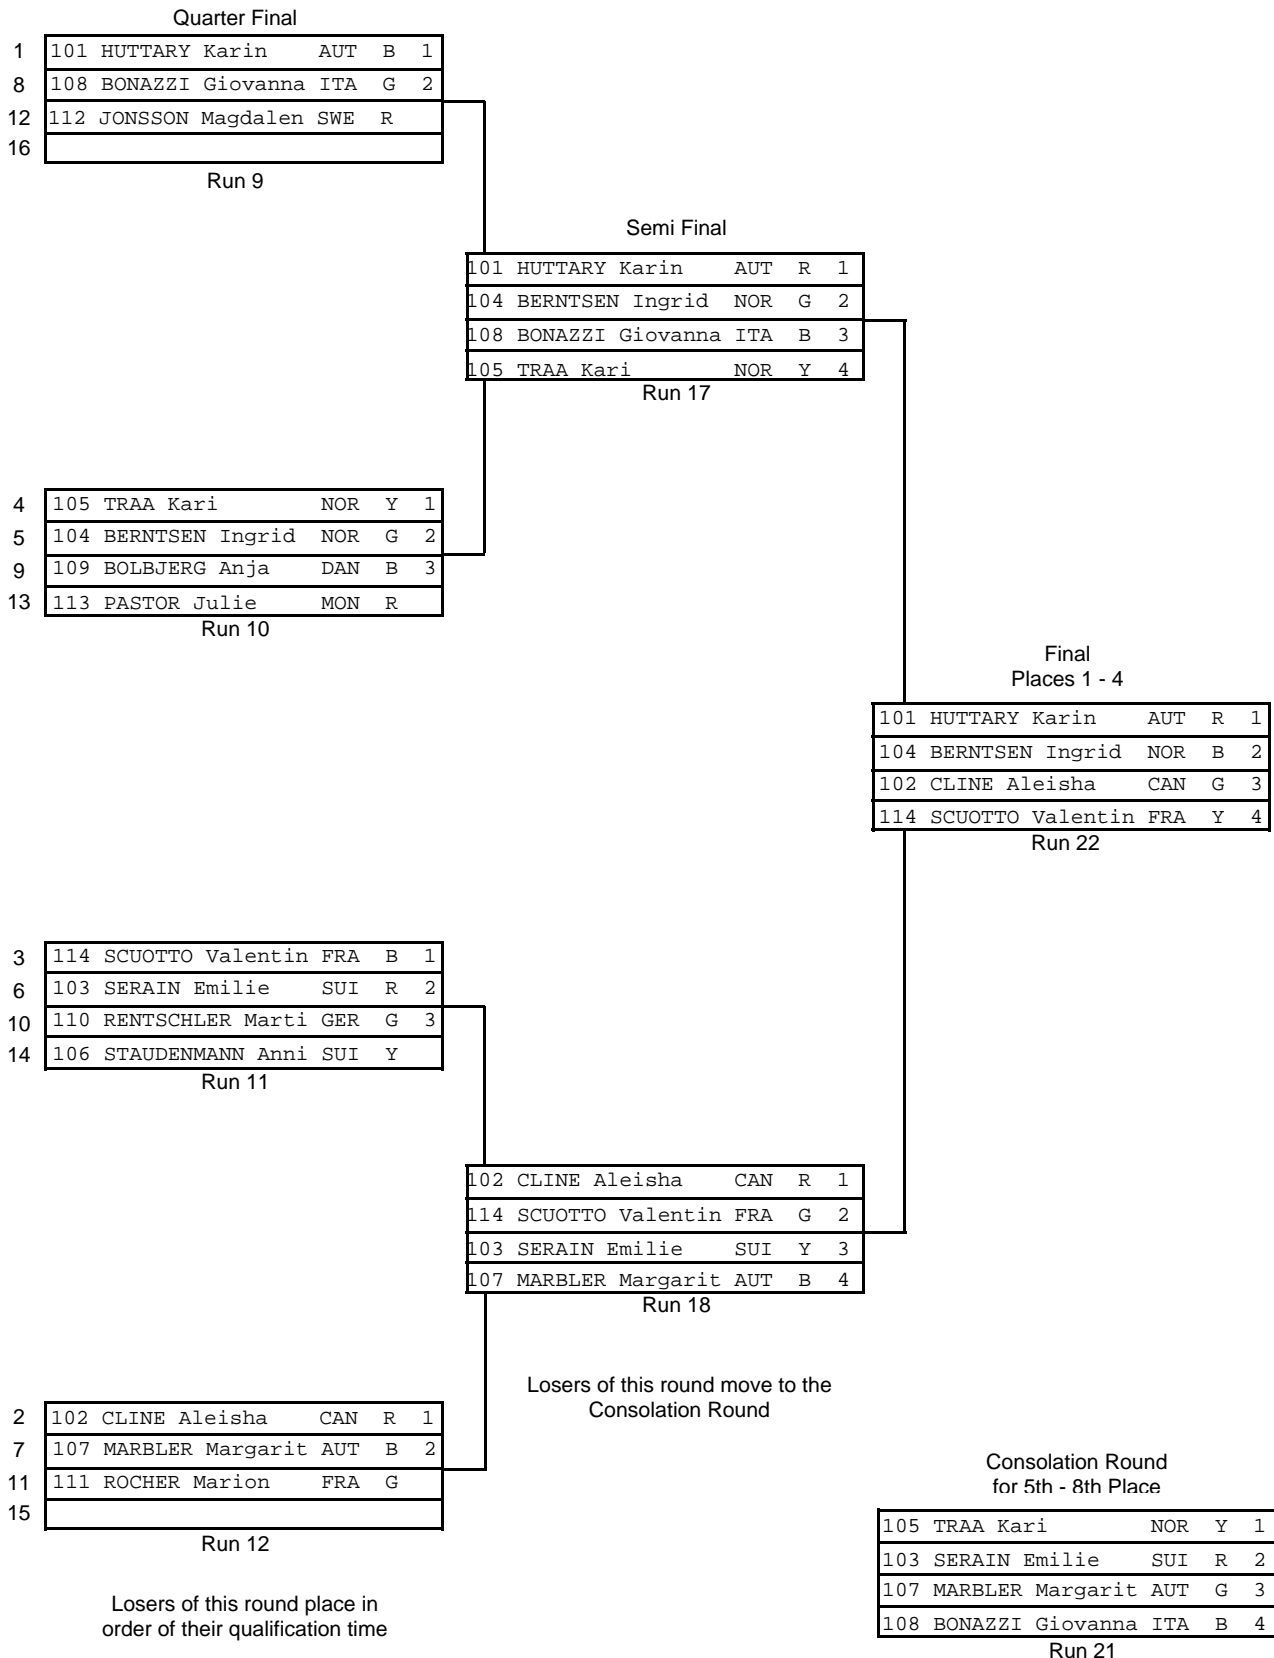 Quarter Final
1 101 HUTTARY Karin AUT B 1
8 108 BONAZZI Giovanna ITA G 2
12 112 JONSSON Magdalen SWE R
16
Run 9
Semi Final
101 HUTTARY Karin AUT R 1
104 BERNTSEN Ingrid NOR G 2
108 BONAZZI Giovanna ITA B 3
105 TRAA Kari NOR Y 4
Run 17
4 105 TRAA Kari NOR Y 1
5 104 BERNTSEN Ingrid NOR G 2
9 109 BOLBJERG Anja DAN B 3
13 113 PASTOR Julie MON R
Run 10
Final
Places 1 - 4
101 HUTTARY Karin AUT R 1
104 BERNTSEN Ingrid NOR B 2
102 CLINE Aleisha CAN G 3
114 SCUOTTO Valentin FRA Y 4
Run 22
3 114 SCUOTTO Valentin FRA B 1
6 103 SERAIN Emilie SUI R 2
10 110 RENTSCHLER Marti GER G 3
14 106 STAUDENMANN Anni SUI Y
Run 11
102 CLINE Aleisha CAN R 1
114 SCUOTTO Valentin FRA G 2
103 SERAIN Emilie SUI Y 3
107 MARBLER Margarit AUT B 4
Run 18
Losers of this round move to the
Consolation Round
2 102 CLINE Aleisha CAN R 1
7 107 MARBLER Margarit AUT B 2
11 111 ROCHER Marion FRA G
15
Run 12
Losers of this round place in
order of their qualification time
Consolation Round
for 5th - 8th Place
105 TRAA Kari NOR Y 1
103 SERAIN Emilie SUI R 2
107 MARBLER Margarit AUT G 3
108 BONAZZI Giovanna ITA B 4
Run 21